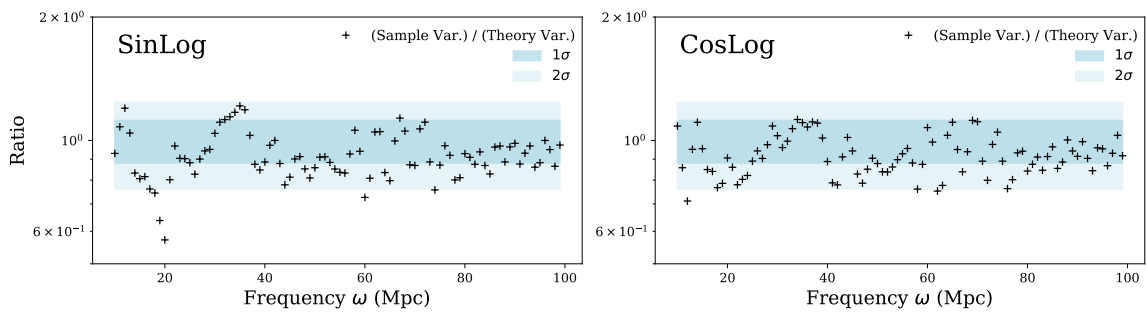 SinLog
(Sample Var.) / (Theory Var.)
1σ
2σ
2 × 10⁰
10⁰
6 × 10⁻¹
Ratio
20 40 60 80 100
Frequency ω (Mpc)
CosLog
(Sample Var.) / (Theory Var.)
1σ
2σ
2 × 10⁰
10⁰
6 × 10⁻¹
20 40 60 80 100
Frequency ω (Mpc)